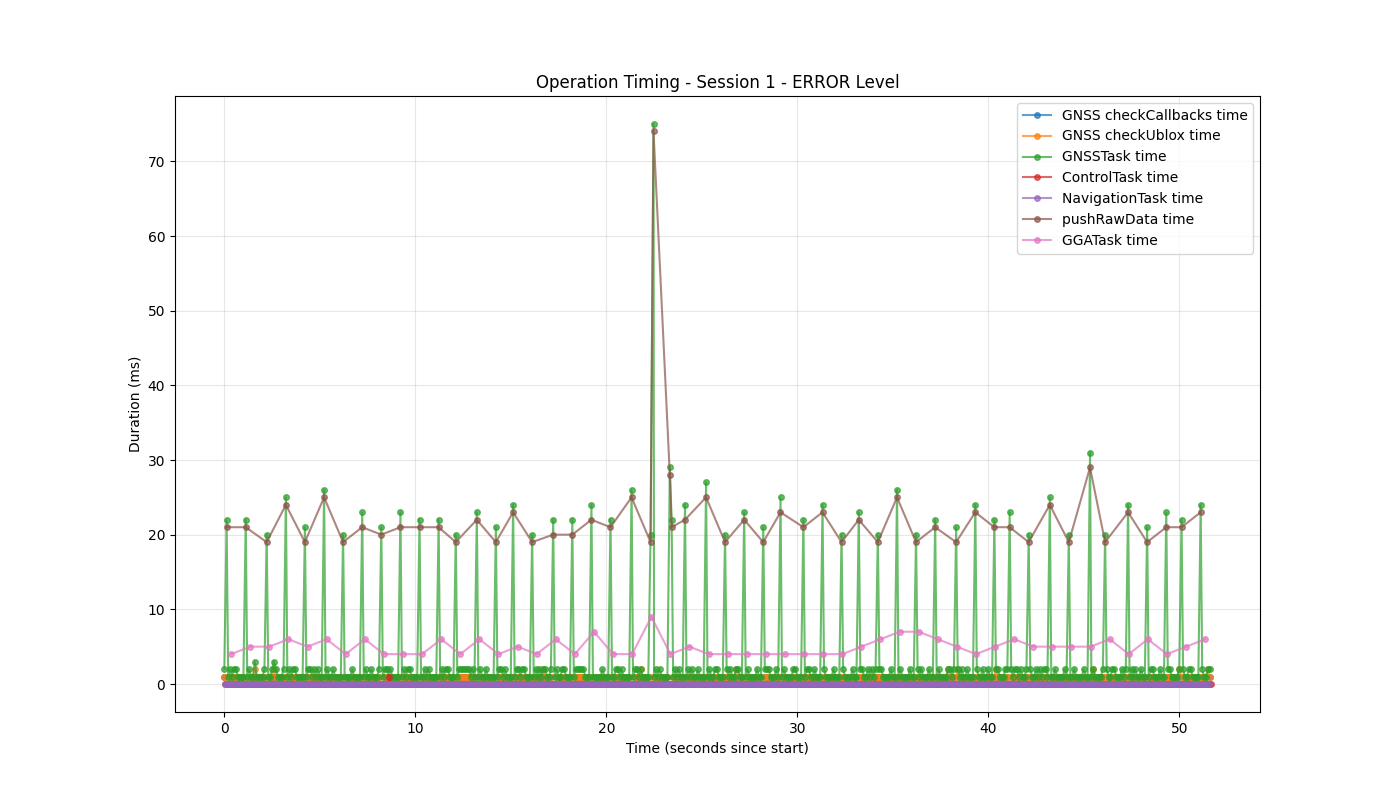 Operation Timing - Session 1 - ERROR Level
GNSS checkCallbacks time
GNSS checkUblox time
GNSSTask time
ControlTask time
NavigationTask time
pushRawData time
GGATask time
Duration (ms)
70
60
50
40
30
20
10
0
0 10 20 30 40 50
Time (seconds since start)